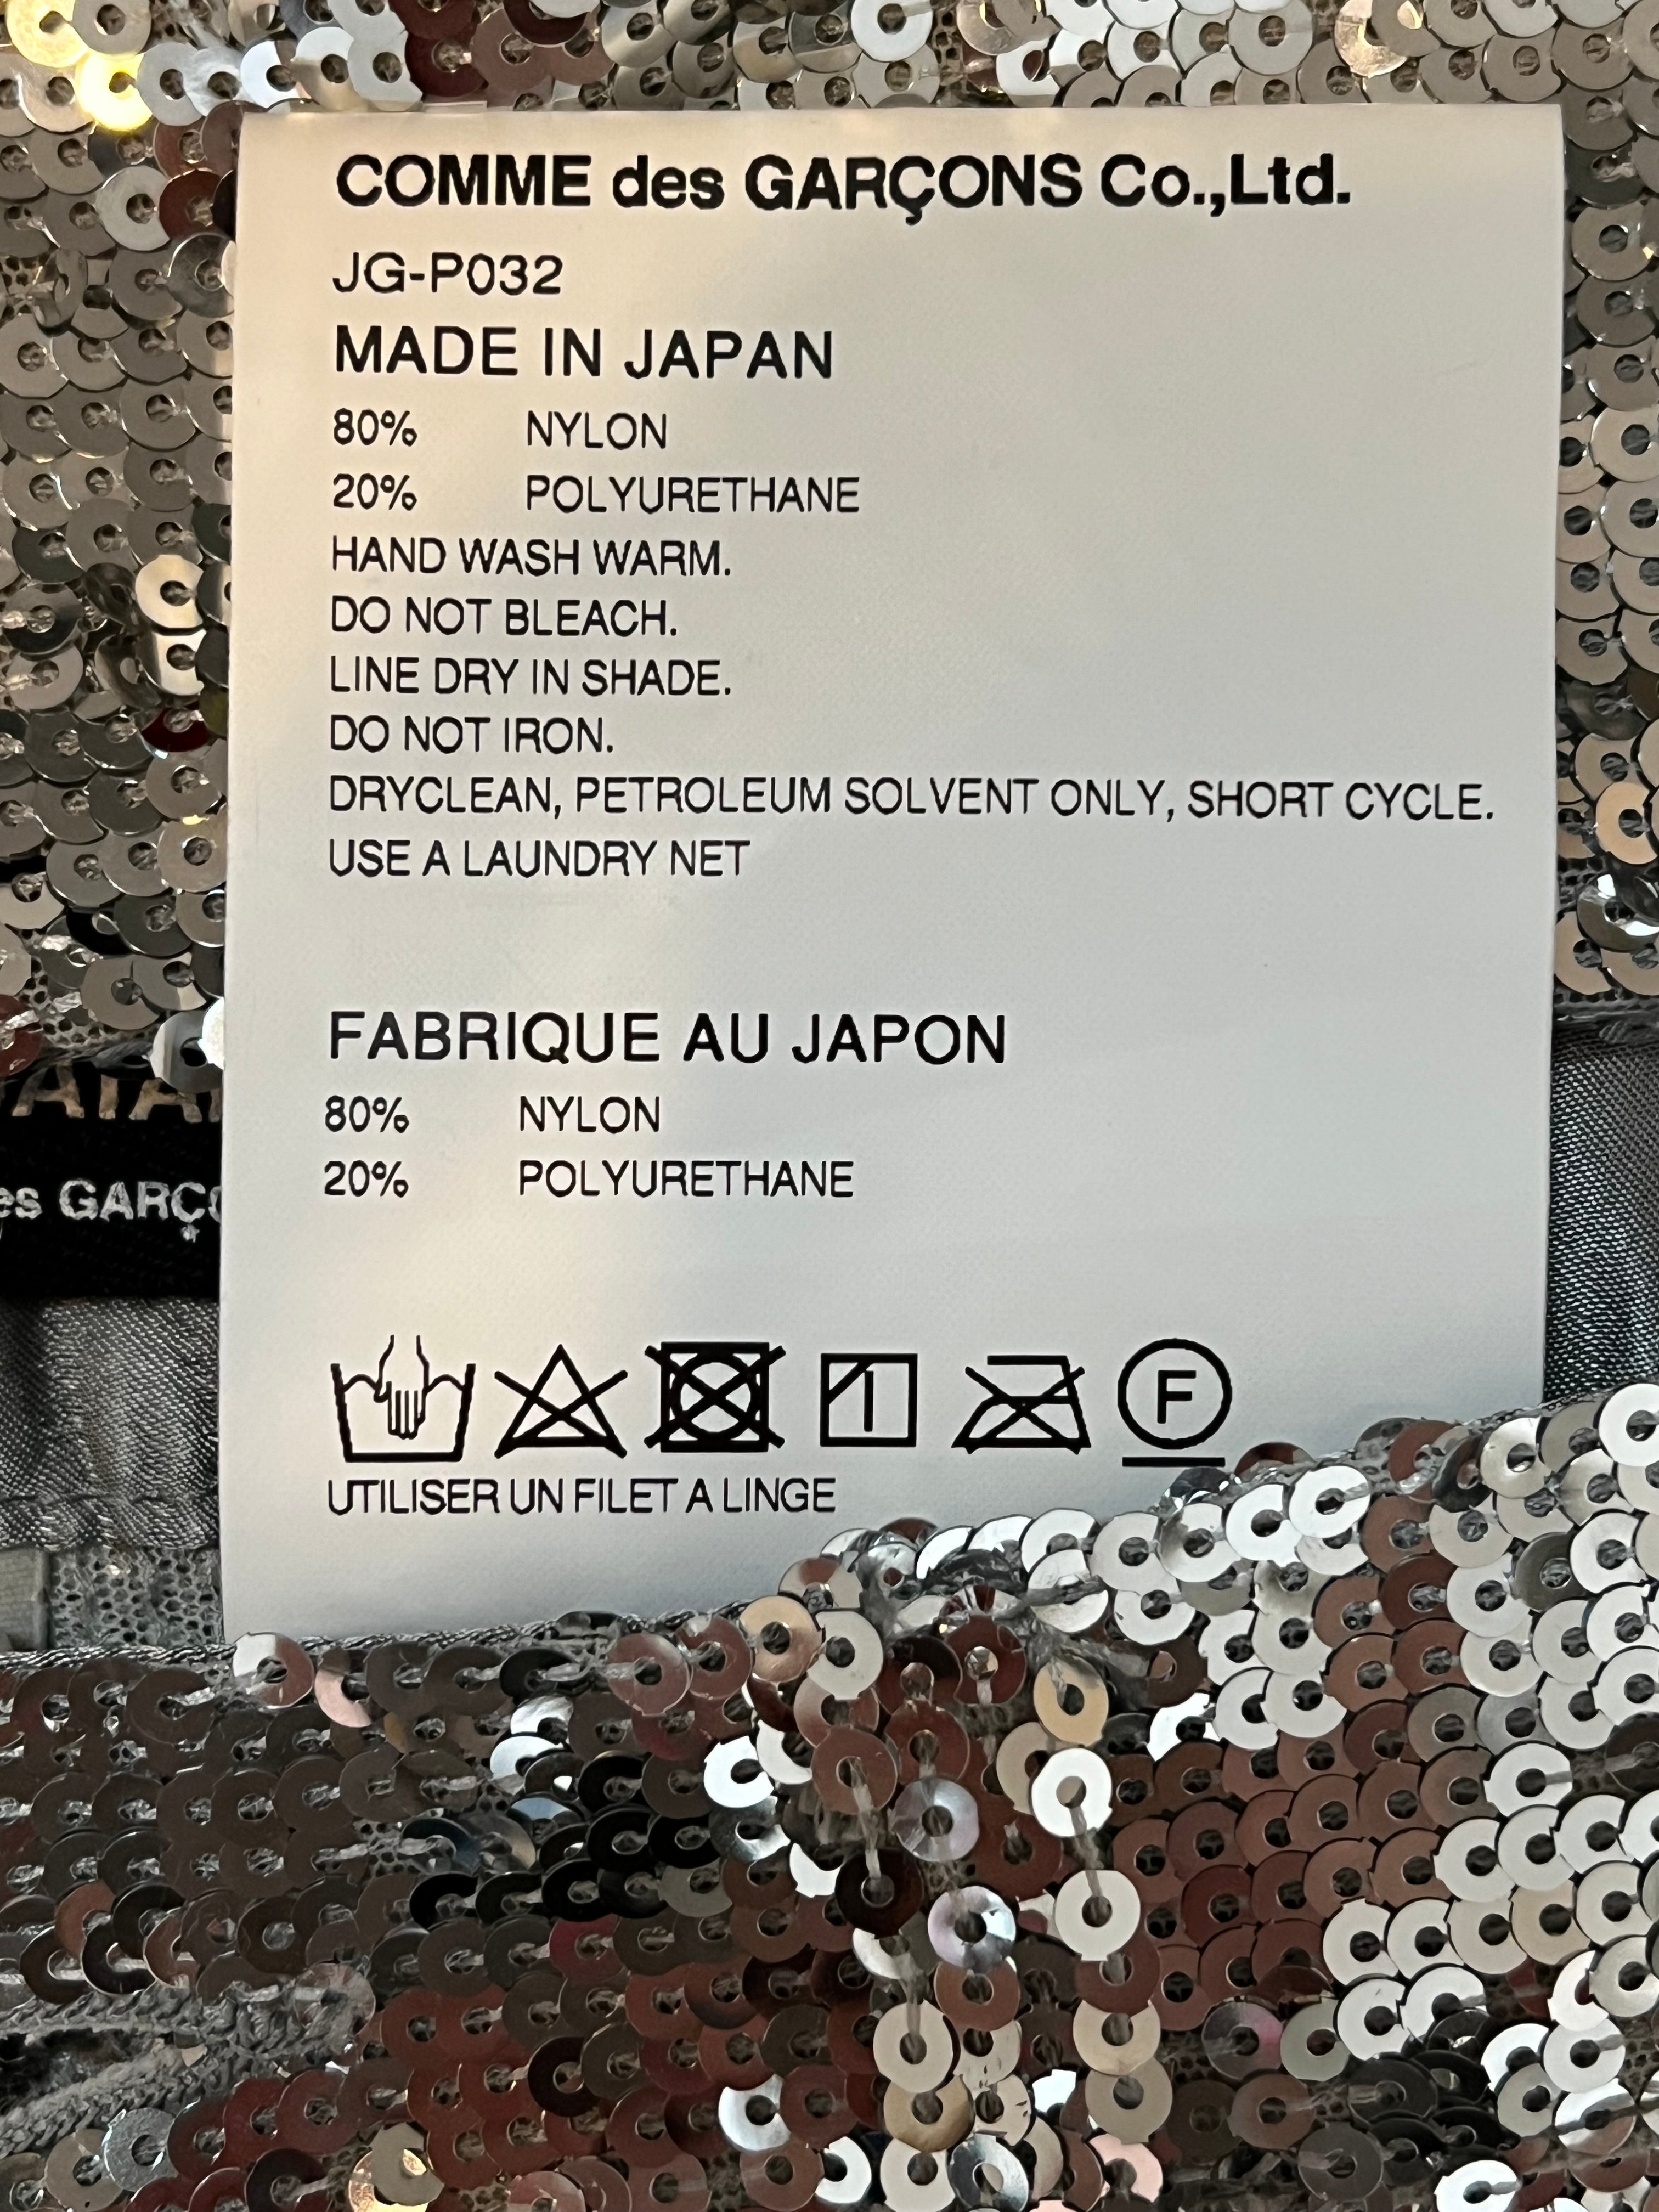 COMME des GARÇONS Co.,Ltd.
JG-P032
MADE IN JAPAN
80% NYLON
20% POLYURETHANE
HAND WASH WARM.
DO NOT BLEACH.
LINE DRY IN SHADE.
DO NOT IRON.
DRYCLEAN, PETROLEUM SOLVENT ONLY, SHORT CYCLE.
USE A LAUNDRY NET
FABRIQUE AU JAPON
80% NYLON
20% POLYURETHANE
F
UTILISER UN FILET A LINGE
es GARÇ